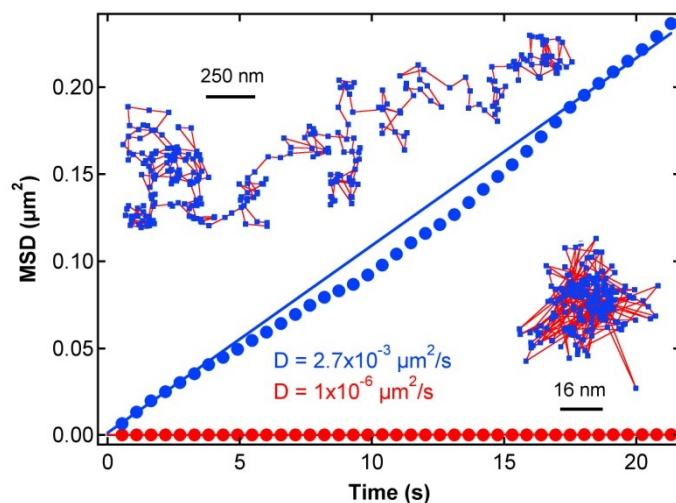 0.20
250 nm
0.15
MSD (µm²)
0.10
0.05
D = 2.7x10⁻³ µm²/s
D = 1x10⁻⁶ µm²/s
16 nm
0.00
0 5 10 15 20
Time (s)